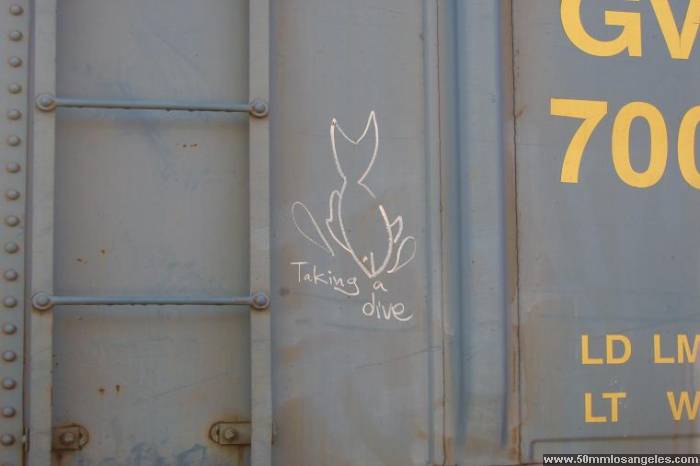 GV
700
Taking a
dive
LD LM
LT W
www.50mmlosangeles.com